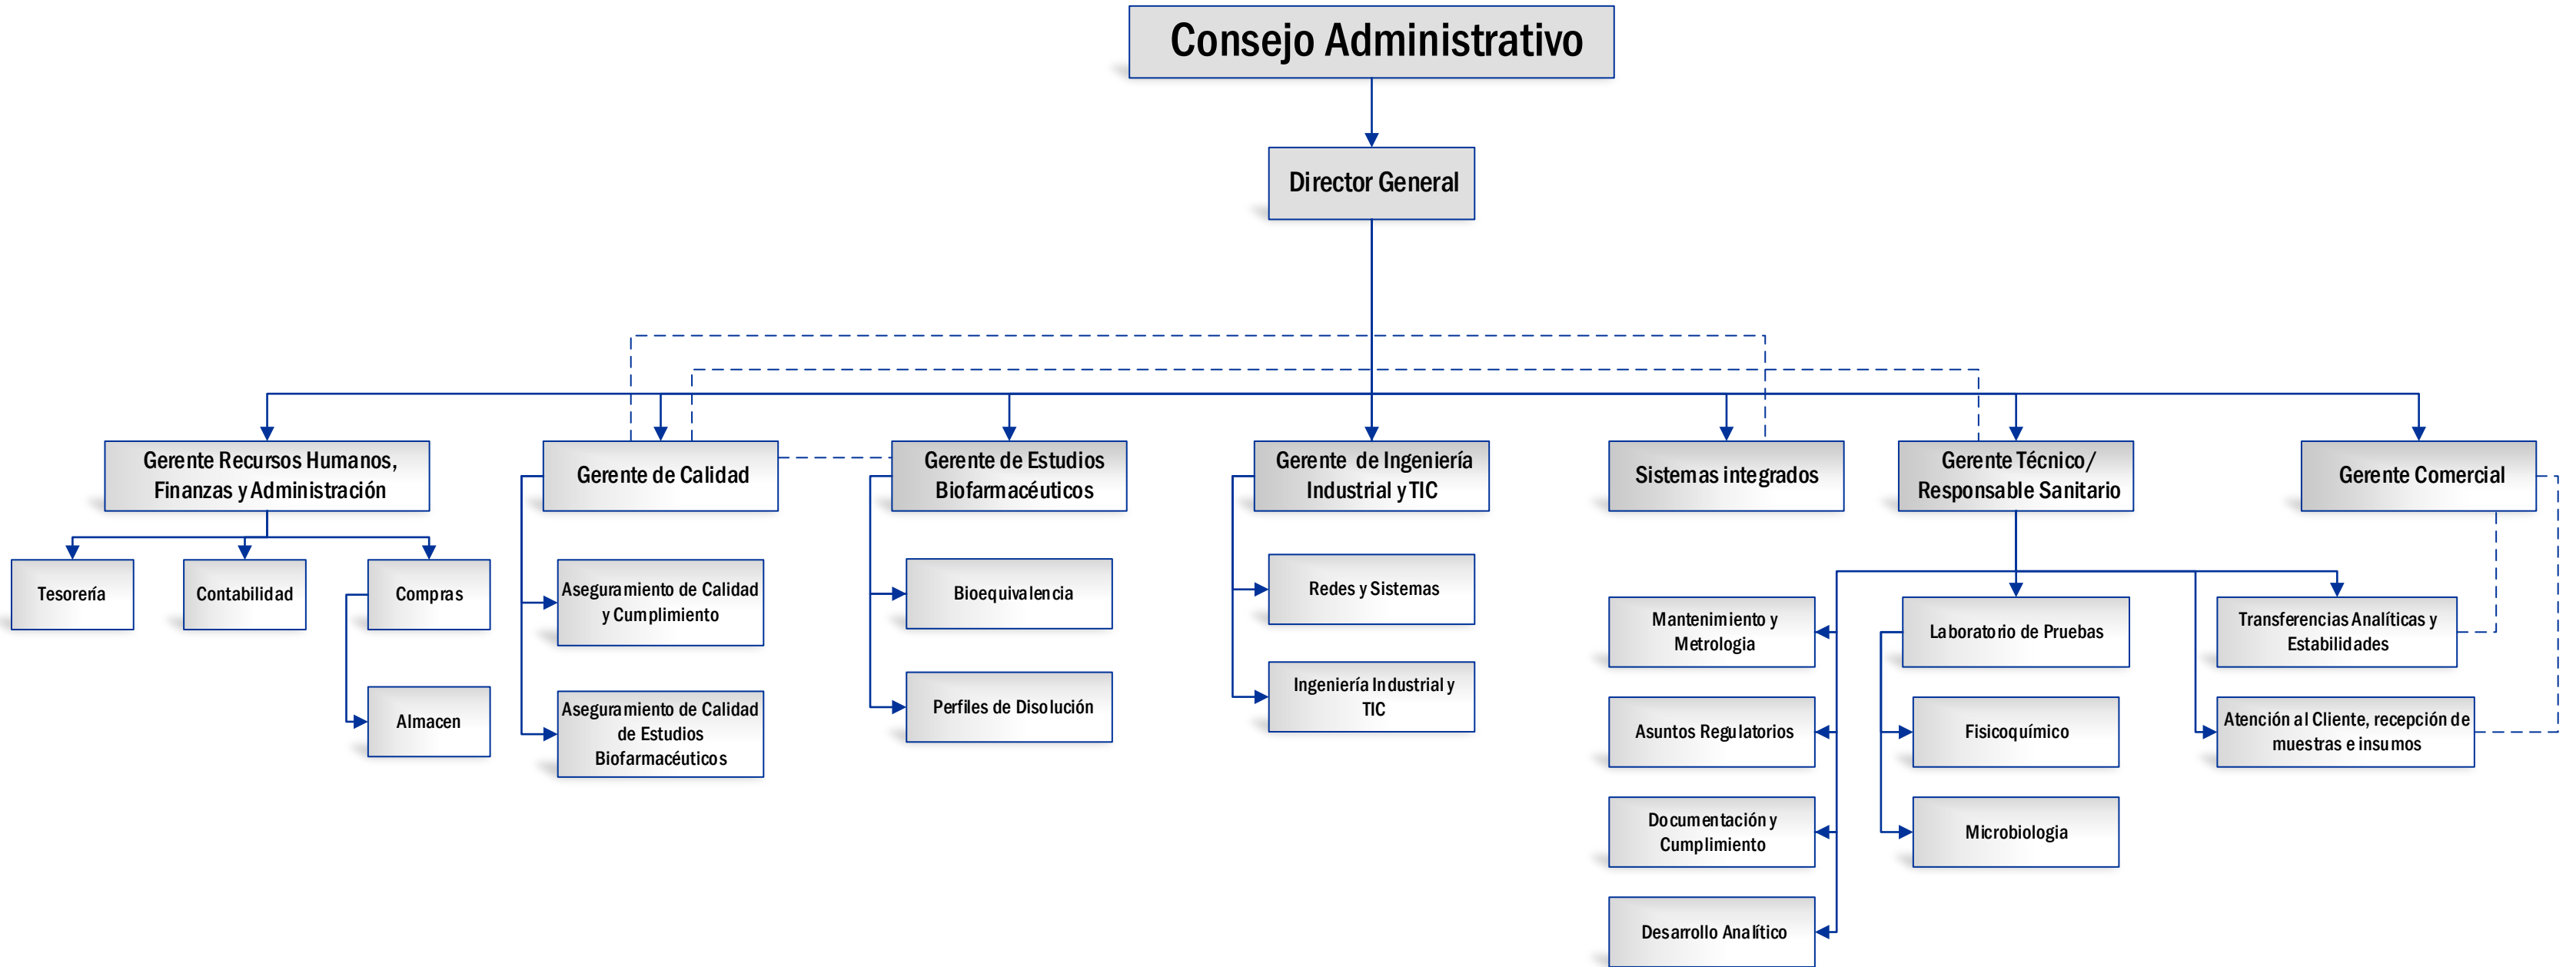 Consejo Administrativo
Director General
Gerente Recursos Humanos,
Finanzas y Administración
Gerente de Calidad
Gerente de Estudios
Biofarmacéuticos
Gerente de Ingeniería
Industrial y TIC
Sistemas integrados
Gerente Técnico/
Responsable Sanitario
Gerente Comercial
Tesorería
Contabilidad
Compras
Almacen
Aseguramiento de Calidad
y Cumplimiento
Aseguramiento de Calidad
de Estudios
Biofarmacéuticos
Bioequivalencia
Perfiles de Disolución
Redes y Sistemas
Ingeniería Industrial y
TIC
Mantenimiento y
Metrologia
Asuntos Regulatorios
Documentación y
Cumplimiento
Desarrollo Analítico
Laboratorio de Pruebas
Fisicoquímico
Microbiologia
Transferencias Analíticas y
Estabilidades
Atención al Cliente, recepción de
muestras e insumos